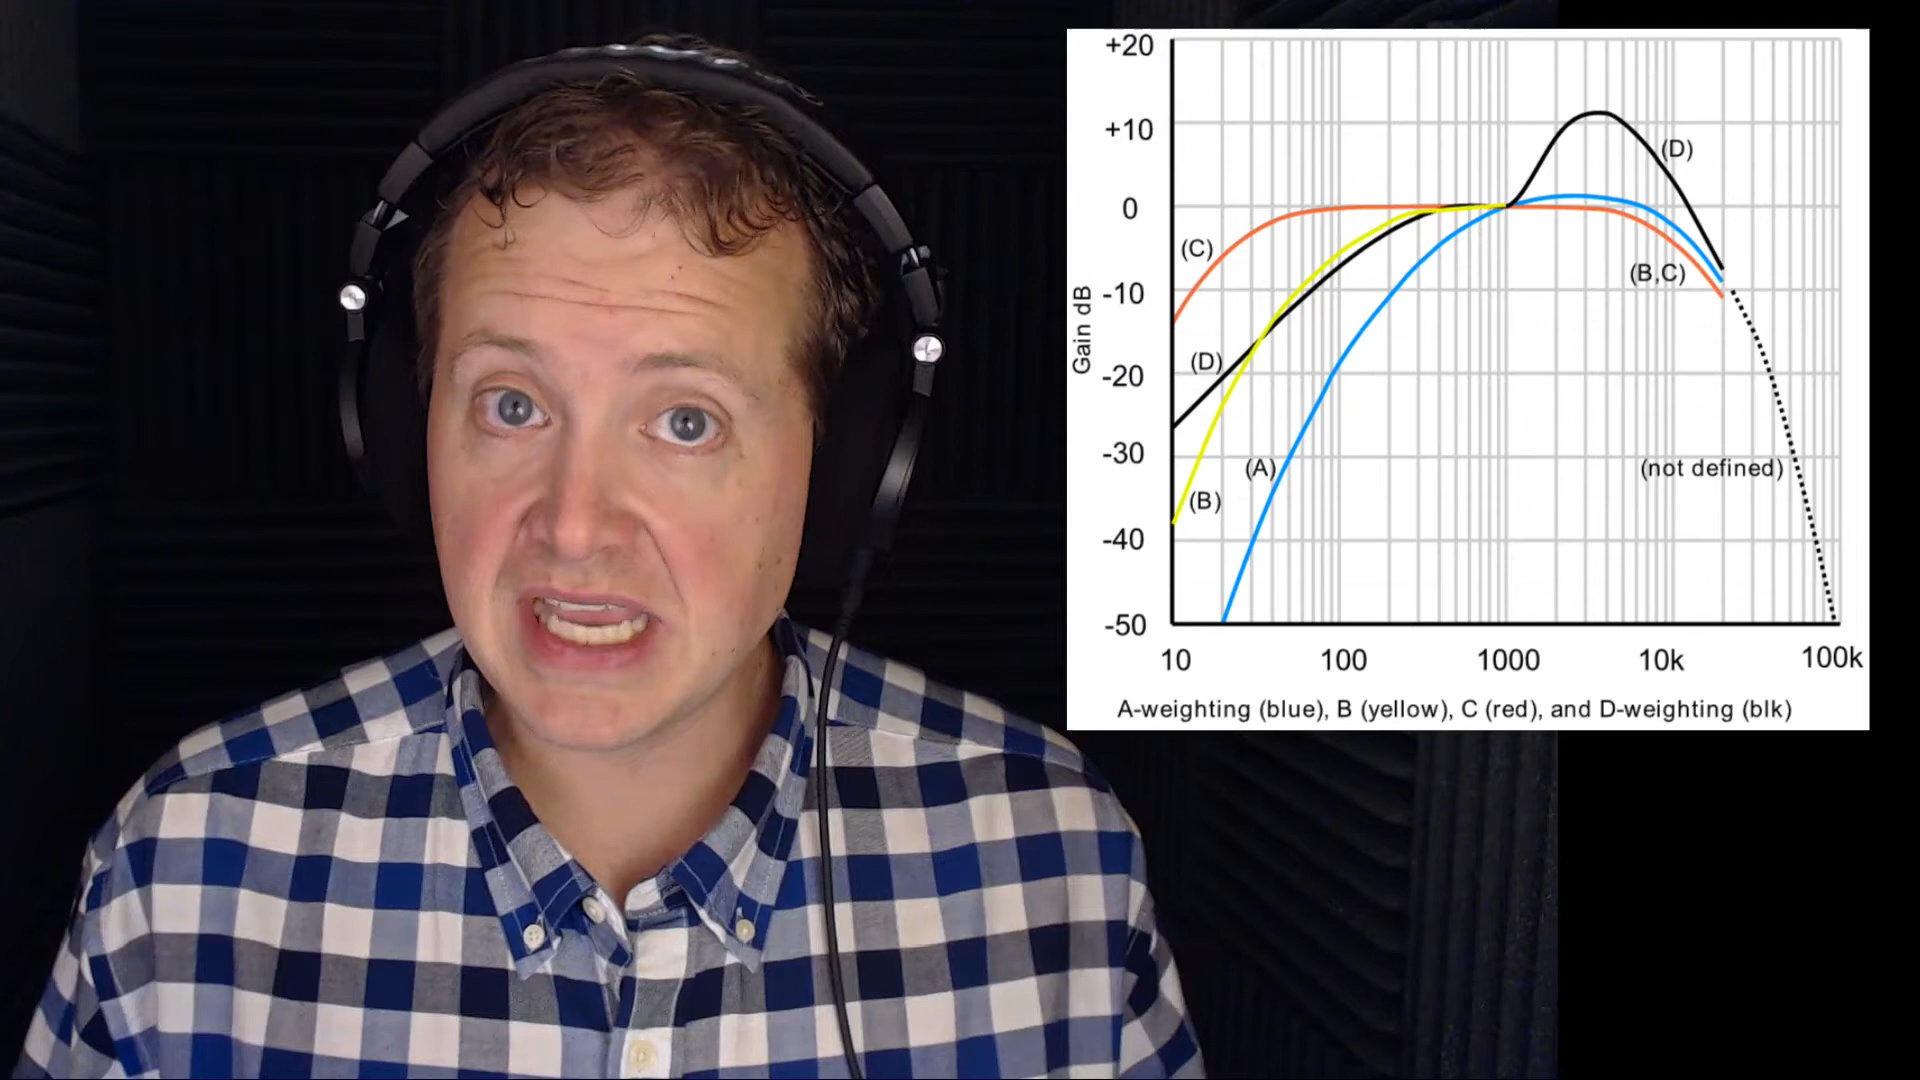 +20
+10
(D)
0
(C)
(B,C)
-10
Gain dB
(D)
-20
-30
(A)
(not defined)
(B)
-40
-50
10 100 1000 10k 100k
A-weighting (blue), B (yellow), C (red), and D-weighting (blk)